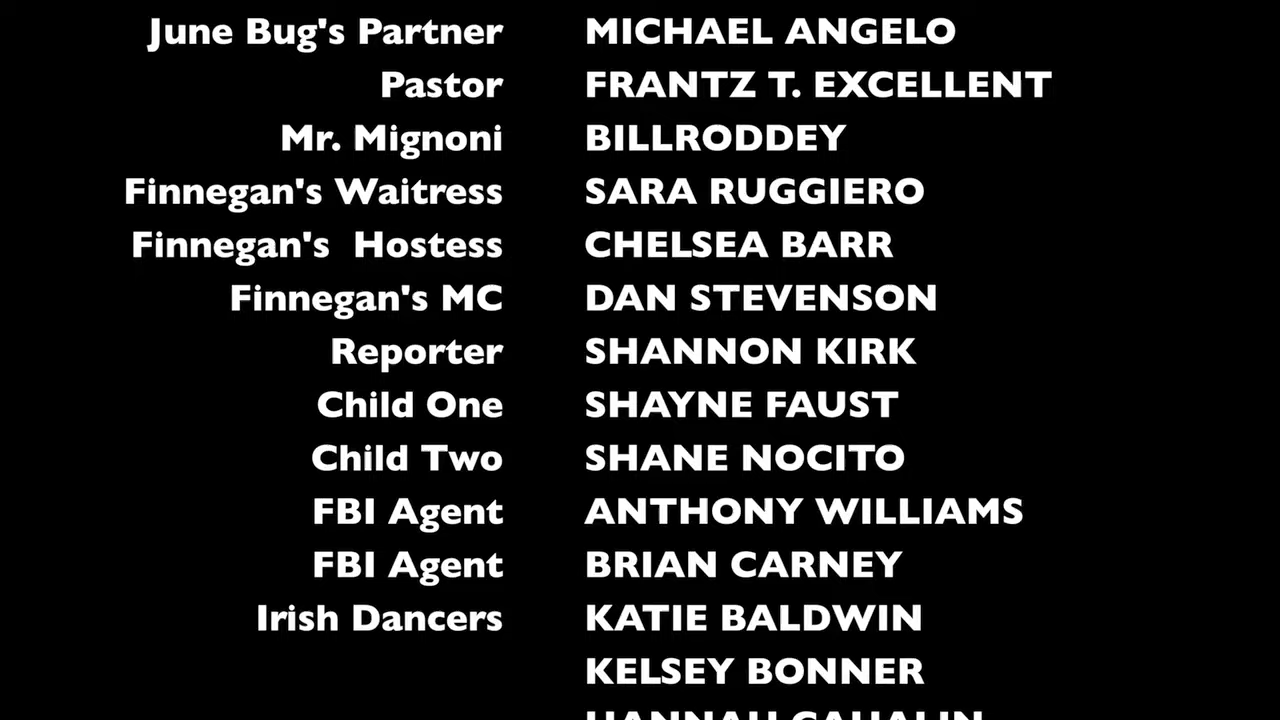 June Bug's Partner MICHAEL ANGELO
Pastor FRANTZ T. EXCELLENT
Mr. Mignoni BILLRODDEY
Finnegan's Waitress SARA RUGGIERO
Finnegan's  Hostess CHELSEA BARR
Finnegan's MC DAN STEVENSON
Reporter SHANNON KIRK
Child One SHAYNE FAUST
Child Two SHANE NOCITO
FBI Agent ANTHONY WILLIAMS
FBI Agent BRIAN CARNEY
Irish Dancers KATIE BALDWIN
KELSEY BONNER
HANNAH